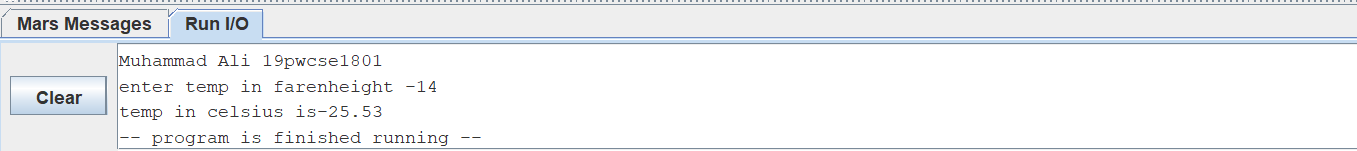 Mars Messages Run I/O
Muhammad Ali 19pwcse1801
enter temp in farenheight -14
Clear
temp in celsius is-25.53
-- program is finished running --